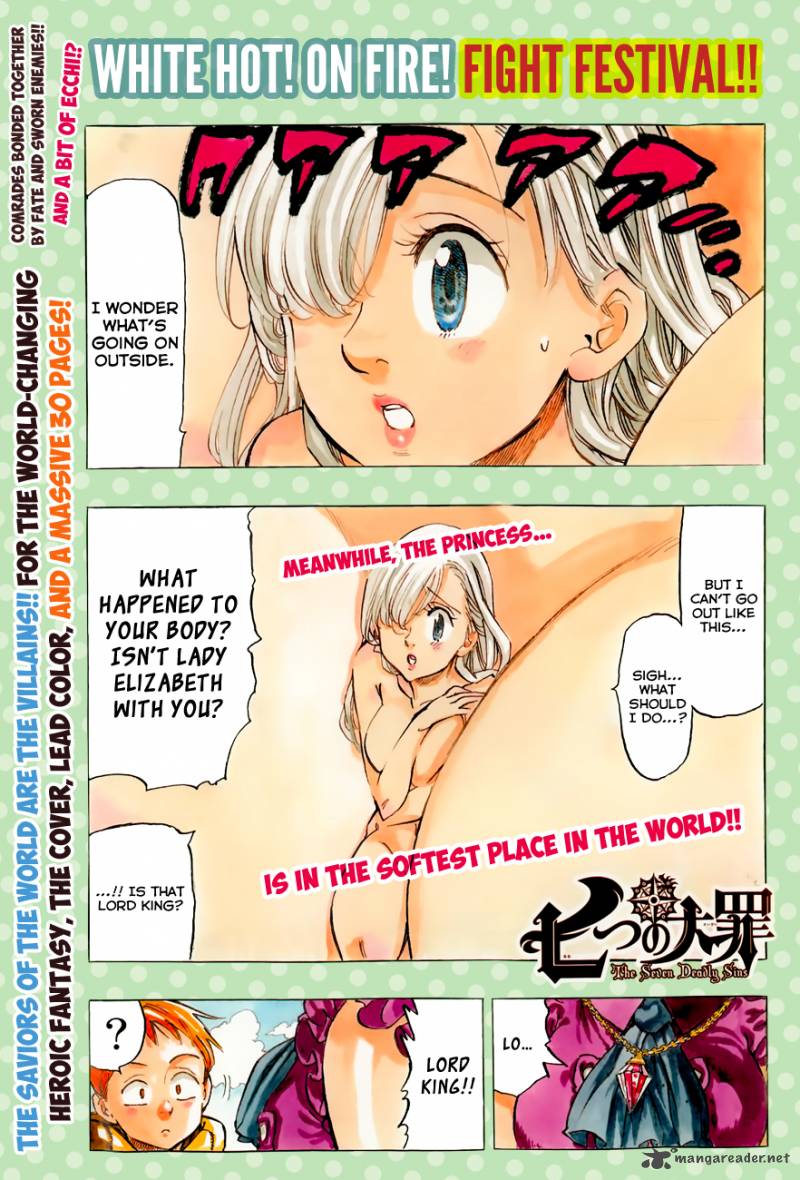 WHITE HOT! ON FIRE! FIGHT FESTIVAL!!
COMRADES BONDED TOGETHER
BY FATE AND SWORN ENEMIES!!
AND A BIT OF ECCHI!?
THE SAVIORS OF THE WORLD ARE THE VILLAINS!! FOR THE WORLD-CHANGING
HEROIC FANTASY, THE COVER, LEAD COLOR, AND A MASSIVE 30 PAGES!
I WONDER
WHAT'S
GOING ON
OUTSIDE.
MEANWHILE, THE PRINCESS...
BUT I
CAN'T GO
OUT LIKE
THIS...
SIGH...
WHAT
SHOULD
I DO...?
WHAT
HAPPENED TO
YOUR BODY?
ISN'T LADY
ELIZABETH
WITH YOU?
...!! IS THAT
LORD KING?
IS IN THE SOFTEST PLACE IN THE WORLD!!
七つの大罪
The Seven Deadly Sins
LO...
LORD
KING!!
?
mangareader.net